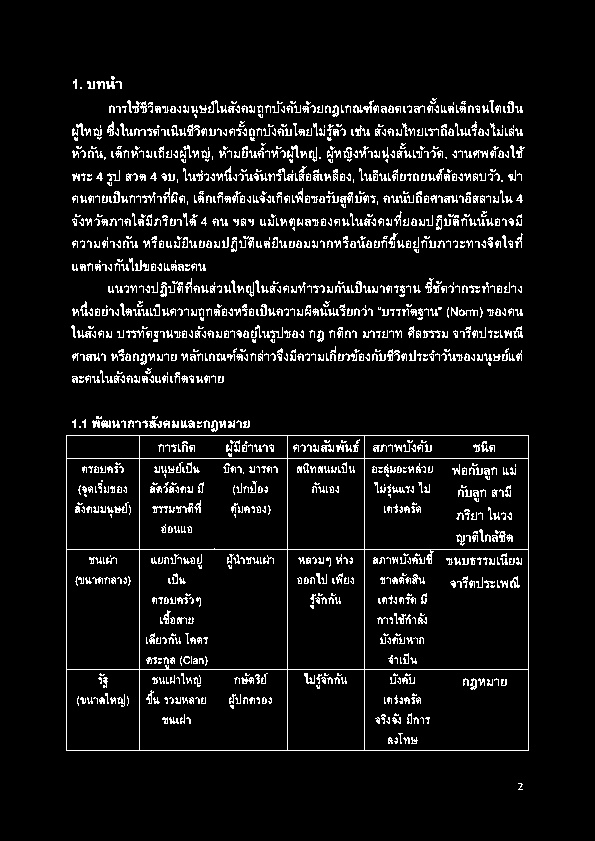 1. บทนำ
การใช้ชีวิตของมนุษย์ในสังคมถูกบังคับด้วยกฎเกณฑ์ตลอดเวลาตั้งแต่เด็กจนโตเป็น
ผู้ใหญ่ ซึ่งในการดำเนินชีวิตบางครั้งถูกบังคับโดยไม่รู้ตัว เช่น สังคมไทยเราถือในเรื่องไม่เล่น
หัวกัน, เด็กห้ามเถียงผู้ใหญ่, ห้ามยืนค้ำหัวผู้ใหญ่, ผู้หญิงห้ามนุ่งสั้นเข้าวัด, งานศพต้องใช้
พระ 4 รูป สวด 4 จบ, ในช่วงหนึ่งวันจันทร์ใส่เสื้อสีเหลือง, ในอินเดียรถยนต์ต้องหลบวัว, ฆ่า
คนตายเป็นการทำที่ผิด, เด็กเกิดต้องแจ้งเกิดเพื่อขอรับสูติบัตร, คนนับถือศาสนาอิสลามใน 4
จังหวัดภาคใต้มีภริยาได้ 4 คน ฯลฯ แม้เหตุผลของคนในสังคมที่ยอมปฏิบัติกันนั้นอาจมี
ความต่างกัน หรือแม้ยินยอมปฏิบัติแต่ยินยอมมากหรือน้อยก็ขึ้นอยู่กับภาวะทางจิตใจที่
แตกต่างกันไปของแต่ละคน
แนวทางปฏิบัติที่คนส่วนใหญ่ในสังคมทำรวมกันเป็นมาตรฐาน ชี้ชัดว่ากระทำอย่าง
หนึ่งอย่างใดนั้นเป็นความถูกต้องหรือเป็นความผิดนั้นเรียกว่า "บรรทัดฐาน" (Norm) ของคน
ในสังคม บรรทัดฐานของสังคมอาจอยู่ในรูปของ กฎ กติกา มารยาท ศีลธรรม จารีตประเพณี
ศาสนา หรือกฎหมาย หลักเกณฑ์ดังกล่าวจึงมีความเกี่ยวข้องกับชีวิตประจำวันของมนุษย์แต่
ละคนในสังคมตั้งแต่เกิดจนตาย
1.1 พัฒนาการสังคมและกฎหมาย
การเกิด ผู้มีอำนาจ ความสัมพันธ์ สภาพบังคับ ชนิด
ครอบครัว มนุษย์เป็น บิดา, มารดา สนิทสนมเป็น อะลุ่มอะหล่วย พ่อกับลูก แม่
(จุดเริ่มของ สัตว์สังคม มี (ปกป้อง กันเอง ไม่รุนแรง ไม่ กับลูก สามี
สังคมมนุษย์) ธรรมชาติที่ คุ้มครอง) เคร่งครัด ภริยา ในวง
อ่อนแอ ญาติใกล้ชิด
ชนเผ่า แยกบ้านอยู่ ผู้นำชนเผ่า หลวมๆ ห่าง สภาพบังคับชี้ ขนบธรรมเนียม
(ขนาดกลาง) เป็น ออกไป เพียง ขาดตัดสิน จารีตประเพณี
ครอบครัวๆ รู้จักกัน เคร่งครัด มี
เชื้อสาย การใช้กำลัง
เดียวกัน โคตร บังคับหาก
ตระกูล (Clan) จำเป็น
รัฐ ชนเผ่าใหญ่ กษัตริย์ ไม่รู้จักกัน บังคับ กฎหมาย
(ขนาดใหญ่) ขึ้น รวมหลาย ผู้ปกครอง เคร่งครัด
ชนเผ่า จริงจัง มีการ
ลงโทษ
2